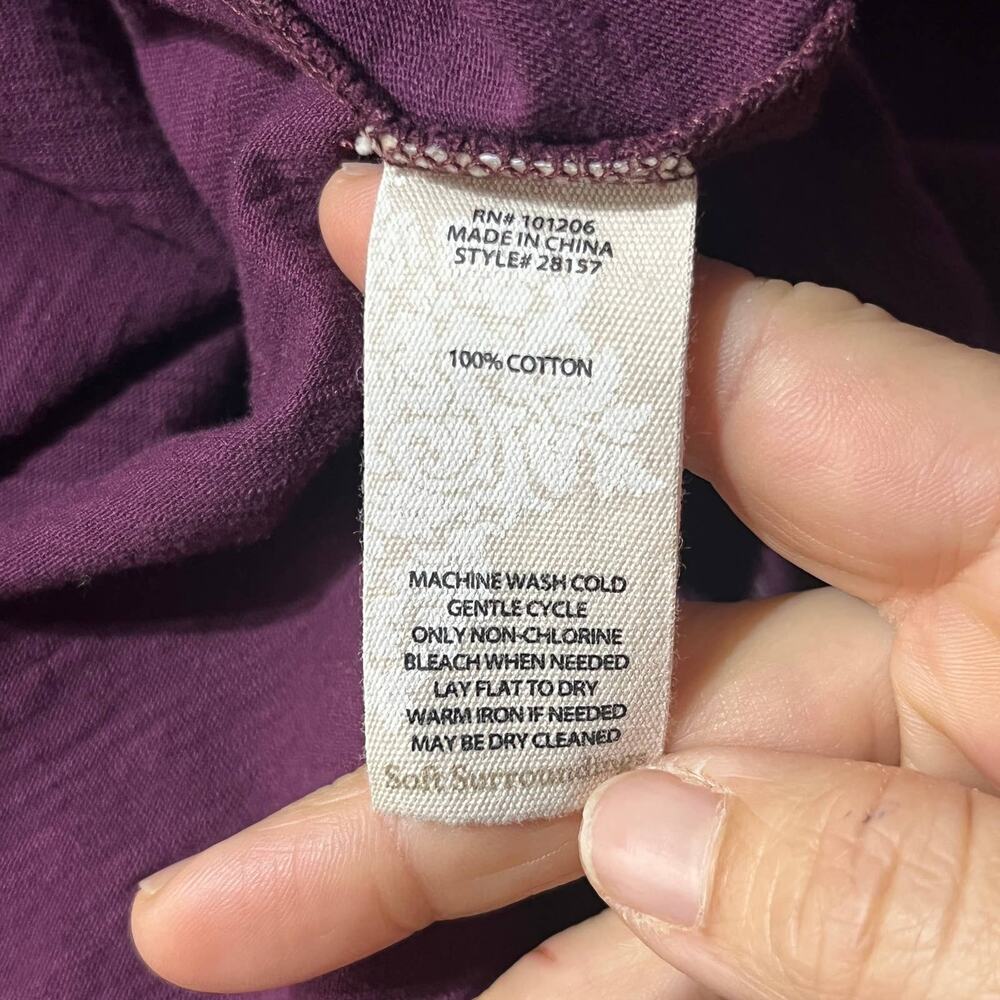 RN# 101206
MADE IN CHINA
STYLE# 28157
100% COTTON
MACHINE WASH COLD
GENTLE CYCLE
ONLY NON-CHLORINE
BLEACH WHEN NEEDED
LAY FLAT TO DRY
WARM IRON IF NEEDED
MAY BE DRY CLEANED
Soft Surroundings